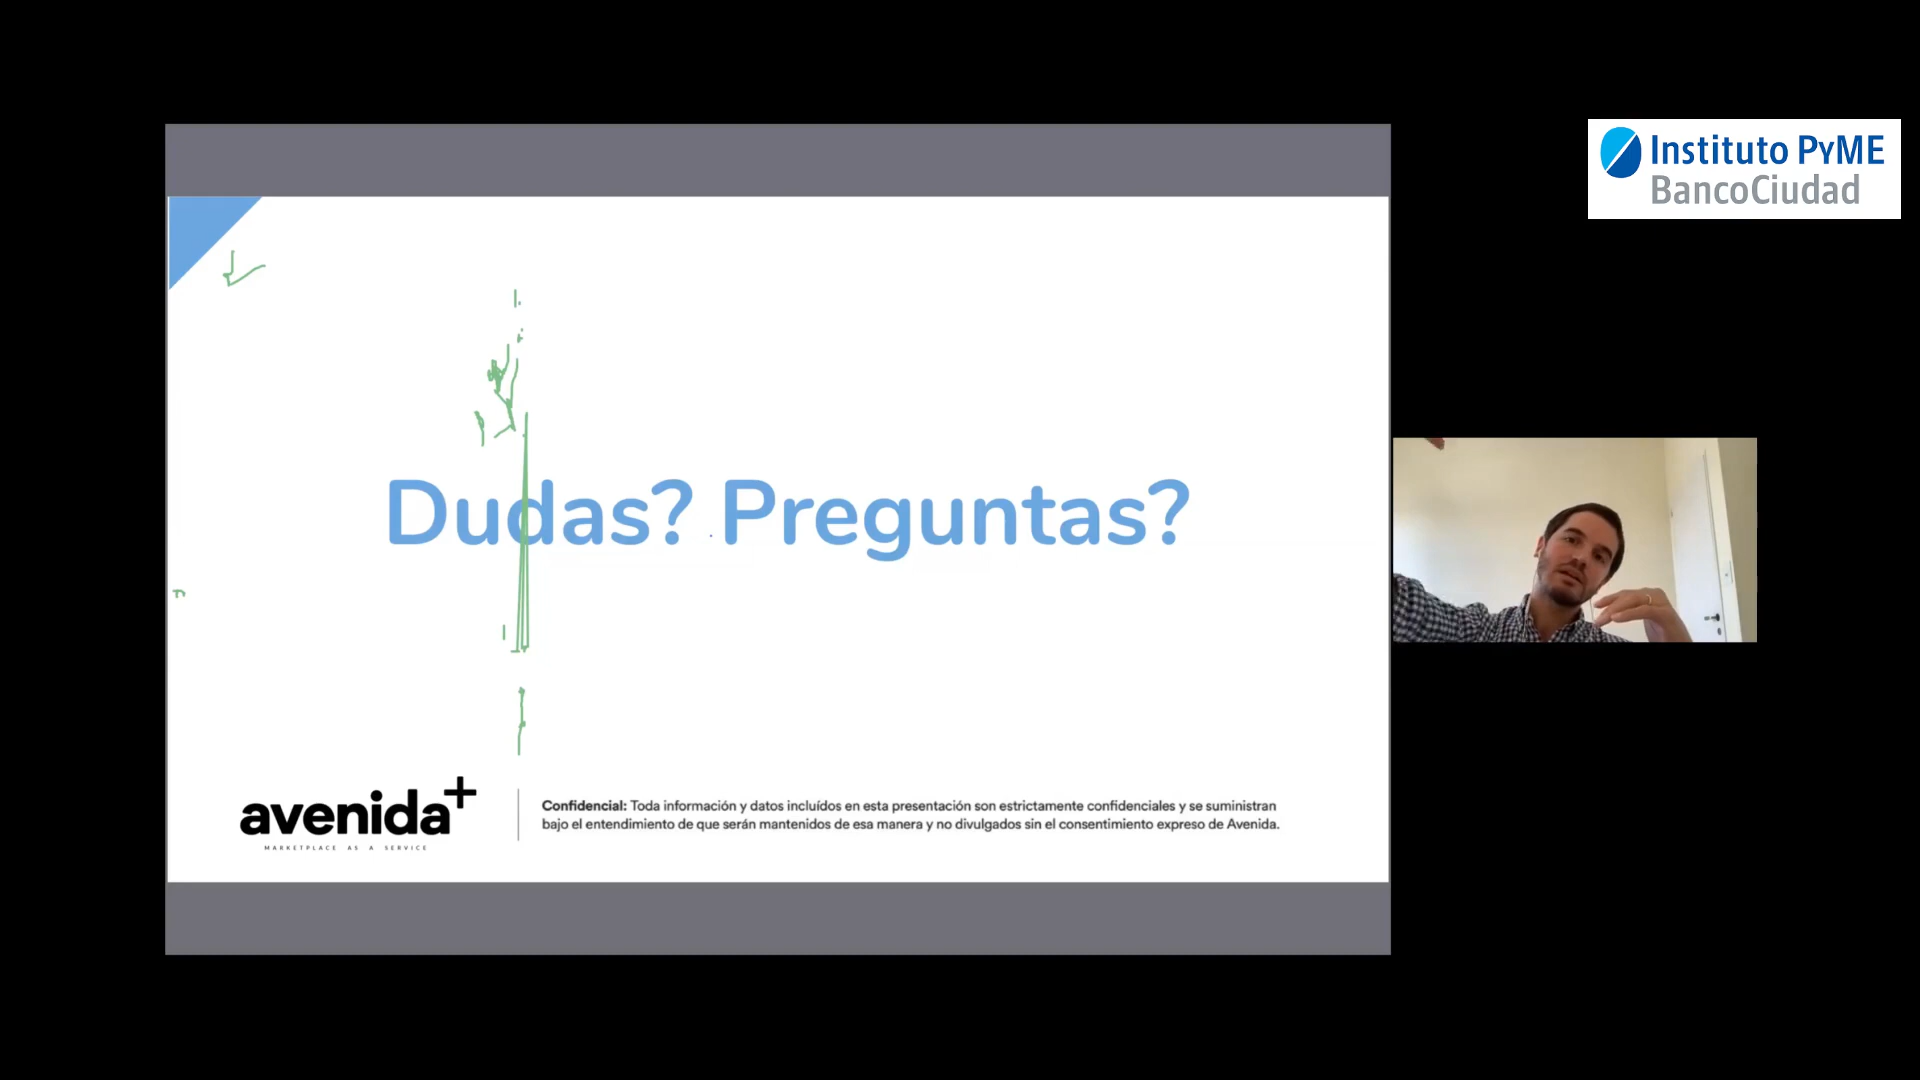 Instituto PyME
BancoCiudad
Dudas? Preguntas?
avenida+
MARKETPLACE AS A SERVICE
Confidencial: Toda información y datos incluídos en esta presentación son estrictamente confidenciales y se suministran
bajo el entendimiento de que serán mantenidos de esa manera y no divulgados sin el consentimiento expreso de Avenida.